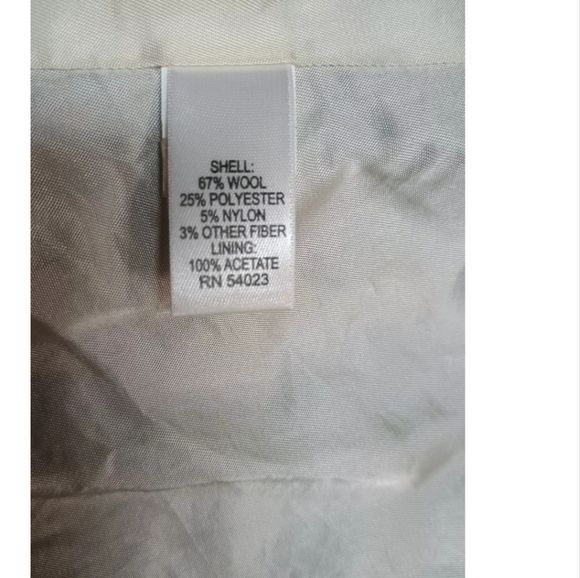 SHELL:
67% WOOL
25% POLYESTER
5% NYLON
3% OTHER FIBER
LINING:
100% ACETATE
RN 54023